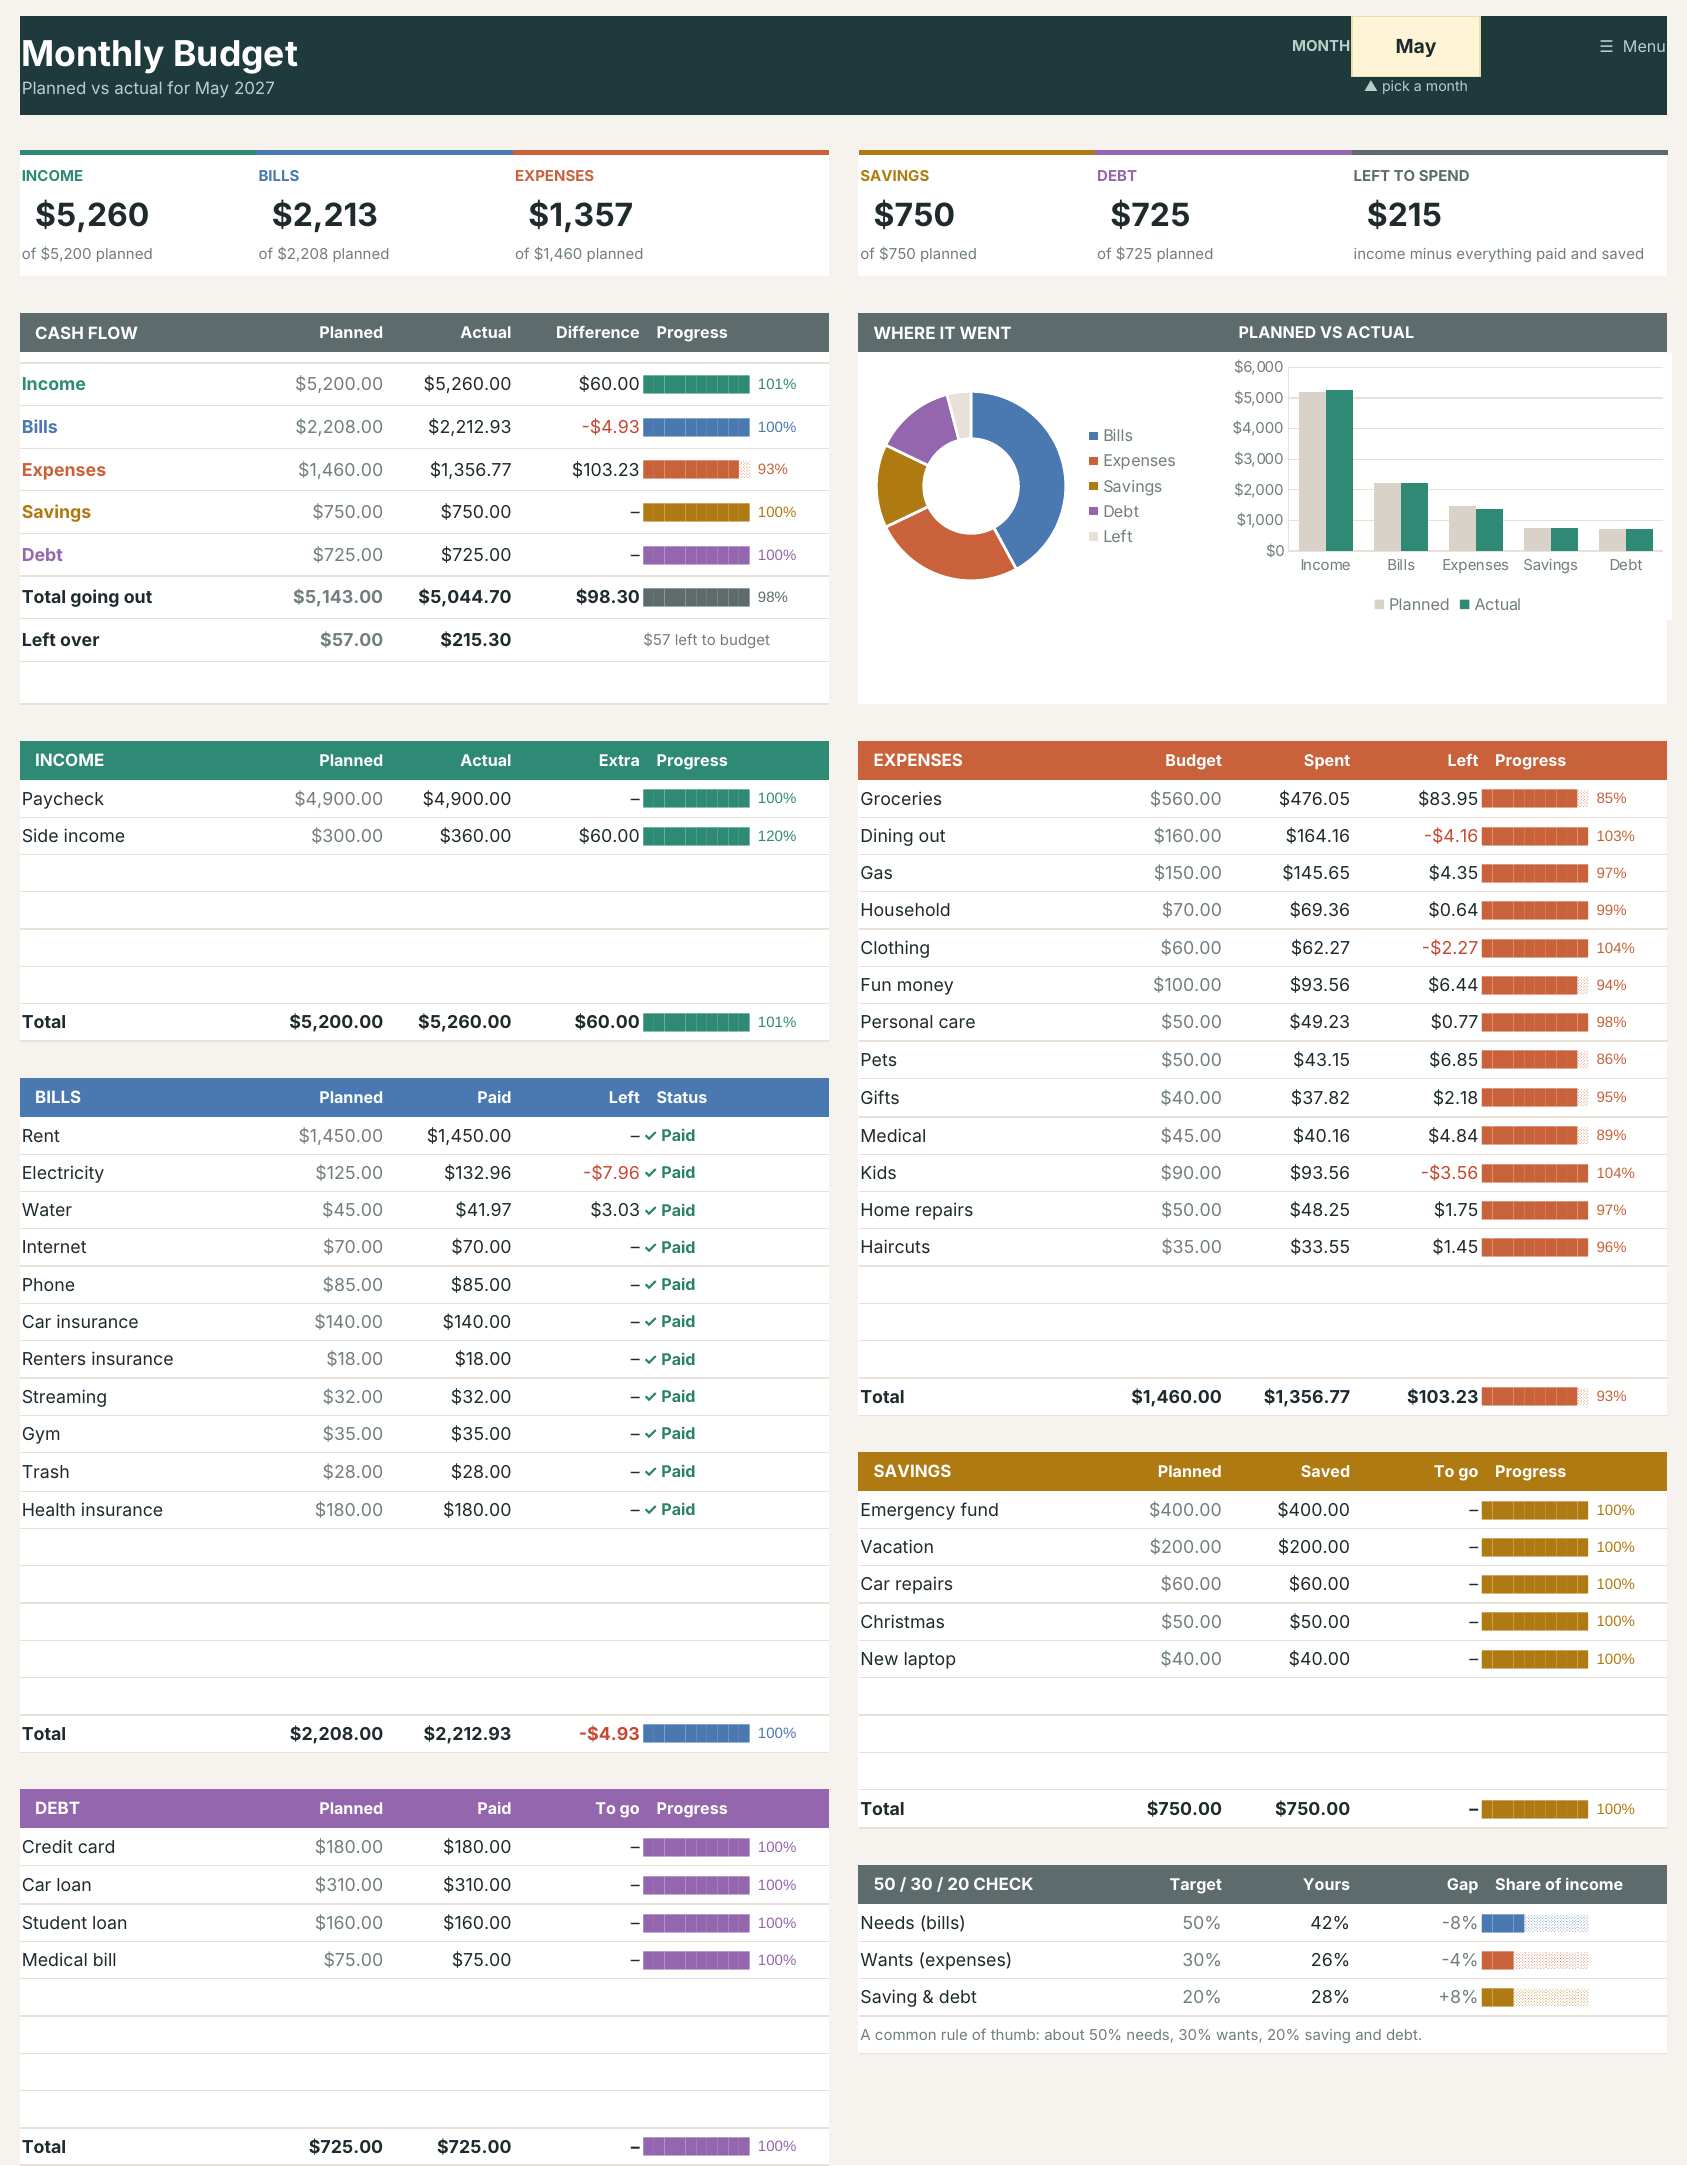 Monthly Budget
Planned vs actual for May 2027
MONTH May ☰ Menu
▲ pick a month
INCOME BILLS EXPENSES
$5,260 $2,213 $1,357
of $5,200 planned of $2,208 planned of $1,460 planned
SAVINGS DEBT LEFT TO SPEND
$750 $725 $215
of $750 planned of $725 planned income minus everything paid and saved
CASH FLOW Planned Actual Difference Progress
Income $5,200.00 $5,260.00 $60.00 101%
Bills $2,208.00 $2,212.93 -$4.93 100%
Expenses $1,460.00 $1,356.77 $103.23 93%
Savings $750.00 $750.00 – 100%
Debt $725.00 $725.00 – 100%
Total going out $5,143.00 $5,044.70 $98.30 98%
Left over $57.00 $215.30 $57 left to budget
WHERE IT WENT PLANNED VS ACTUAL
Bills
Expenses
Savings
Debt
Left
$6,000
$5,000
$4,000
$3,000
$2,000
$1,000
$0
Income Bills Expenses Savings Debt
Planned Actual
INCOME Planned Actual Extra Progress
Paycheck $4,900.00 $4,900.00 – 100%
Side income $300.00 $360.00 $60.00 120%
Total $5,200.00 $5,260.00 $60.00 101%
BILLS Planned Paid Left Status
Rent $1,450.00 $1,450.00 – ✓ Paid
Electricity $125.00 $132.96 -$7.96 ✓ Paid
Water $45.00 $41.97 $3.03 ✓ Paid
Internet $70.00 $70.00 – ✓ Paid
Phone $85.00 $85.00 – ✓ Paid
Car insurance $140.00 $140.00 – ✓ Paid
Renters insurance $18.00 $18.00 – ✓ Paid
Streaming $32.00 $32.00 – ✓ Paid
Gym $35.00 $35.00 – ✓ Paid
Trash $28.00 $28.00 – ✓ Paid
Health insurance $180.00 $180.00 – ✓ Paid
Total $2,208.00 $2,212.93 -$4.93 100%
DEBT Planned Paid To go Progress
Credit card $180.00 $180.00 – 100%
Car loan $310.00 $310.00 – 100%
Student loan $160.00 $160.00 – 100%
Medical bill $75.00 $75.00 – 100%
Total $725.00 $725.00 – 100%
EXPENSES Budget Spent Left Progress
Groceries $560.00 $476.05 $83.95 85%
Dining out $160.00 $164.16 -$4.16 103%
Gas $150.00 $145.65 $4.35 97%
Household $70.00 $69.36 $0.64 99%
Clothing $60.00 $62.27 -$2.27 104%
Fun money $100.00 $93.56 $6.44 94%
Personal care $50.00 $49.23 $0.77 98%
Pets $50.00 $43.15 $6.85 86%
Gifts $40.00 $37.82 $2.18 95%
Medical $45.00 $40.16 $4.84 89%
Kids $90.00 $93.56 -$3.56 104%
Home repairs $50.00 $48.25 $1.75 97%
Haircuts $35.00 $33.55 $1.45 96%
Total $1,460.00 $1,356.77 $103.23 93%
SAVINGS Planned Saved To go Progress
Emergency fund $400.00 $400.00 – 100%
Vacation $200.00 $200.00 – 100%
Car repairs $60.00 $60.00 – 100%
Christmas $50.00 $50.00 – 100%
New laptop $40.00 $40.00 – 100%
Total $750.00 $750.00 – 100%
50 / 30 / 20 CHECK Target Yours Gap Share of income
Needs (bills) 50% 42% -8%
Wants (expenses) 30% 26% -4%
Saving & debt 20% 28% +8%
A common rule of thumb: about 50% needs, 30% wants, 20% saving and debt.